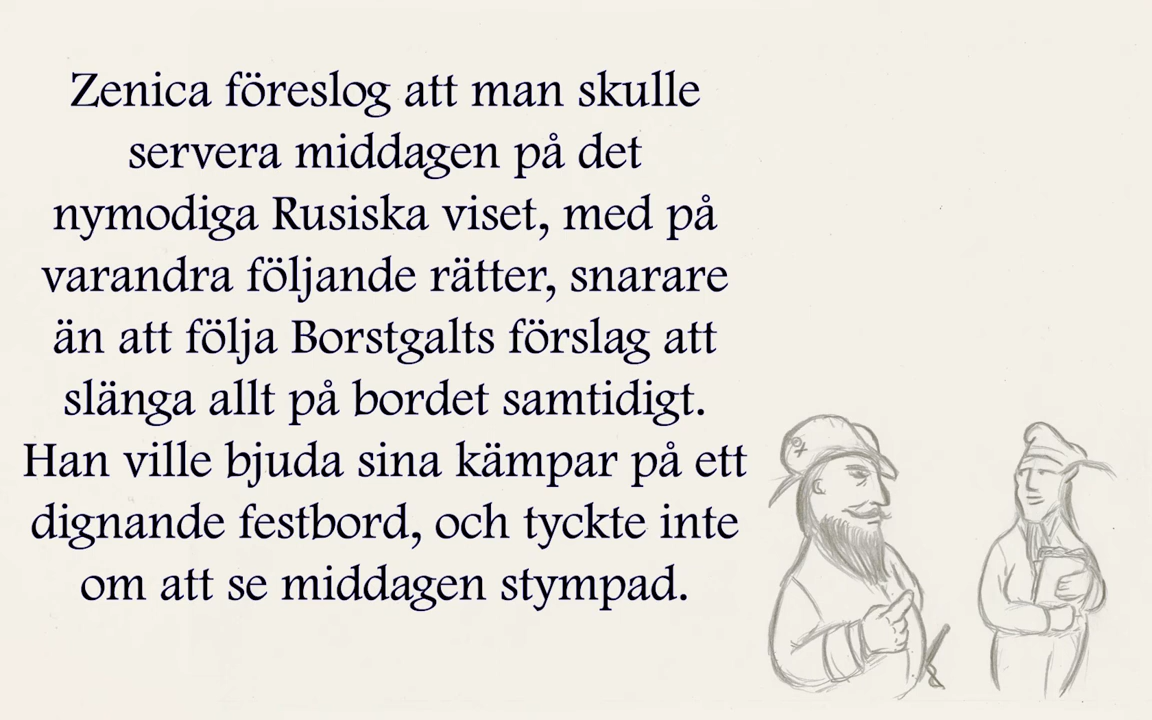 Zenica föreslog att man skulle
servera middagen på det
nymodiga Rusiska viset, med på
varandra följande rätter, snarare
än att följa Borstgalts förslag att
slänga allt på bordet samtidigt.
Han ville bjuda sina kämpar på ett
dignande festbord, och tyckte inte
om att se middagen stympad.